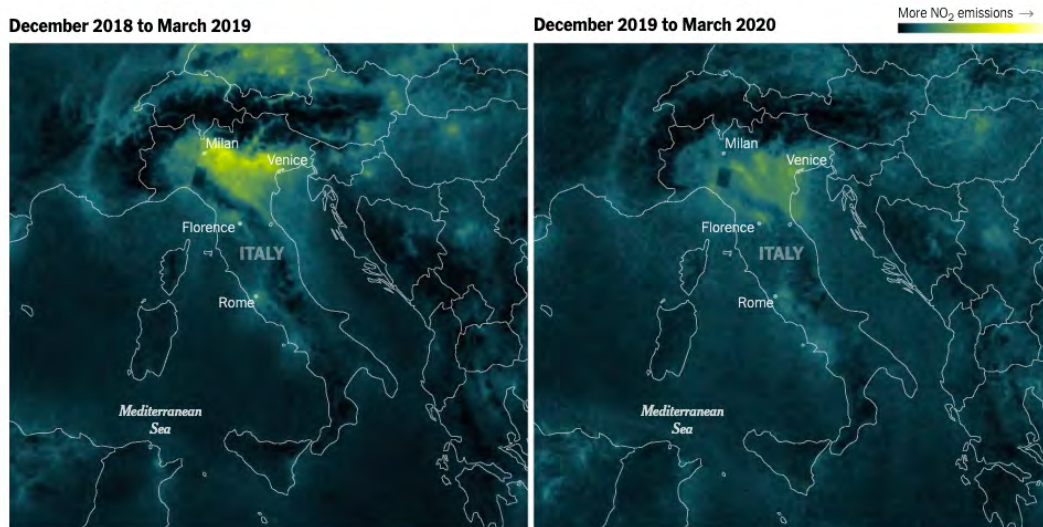 December 2018 to March 2019
December 2019 to March 2020
More NO₂ emissions →
Milan
Venice
Florence
ITALY
Rome
Mediterranean
Sea
Milan
Venice
Florence
ITALY
Rome
Mediterranean
Sea